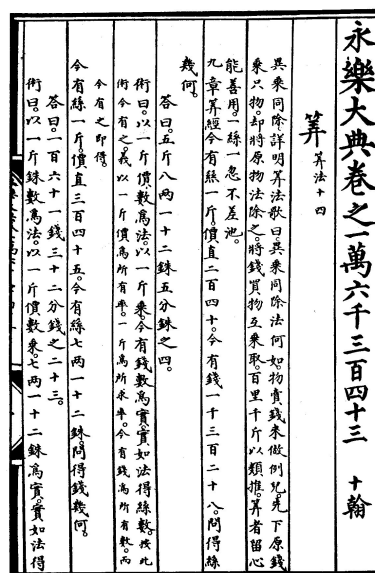 永樂大典卷之一萬六千三百四十三 十翰
筭 筭法十四
異乘同除詳明筭法歌曰異乘同除法何如。物賣錢來做例兒。先下原錢
乘只物。却將原物法除之。將錢買物互乘取。百里千斤以類推。筭者留心
能善用。一絲一忽不差池。
九章筭經今有絲一斤。價直二百四十。今有錢一千三百二十八。問得絲
幾何。
答曰。五斤八兩一十二銖五分銖之四。
術曰。以一斤價數為法。以一斤乘今有錢數為實。實如法得絲數。按此
術今有之義。以一斤價為所有率。一斤為所求率。今有錢為所有數。而
今有之即得。
今有絲一斤。價直三百四十五。今有絲七兩一十二銖。問得錢幾何。
答曰。一百六十一錢三十二分錢之二十三。
術曰。以一斤銖數為法。以一斤價數乘七兩一十二銖為實。實如法得